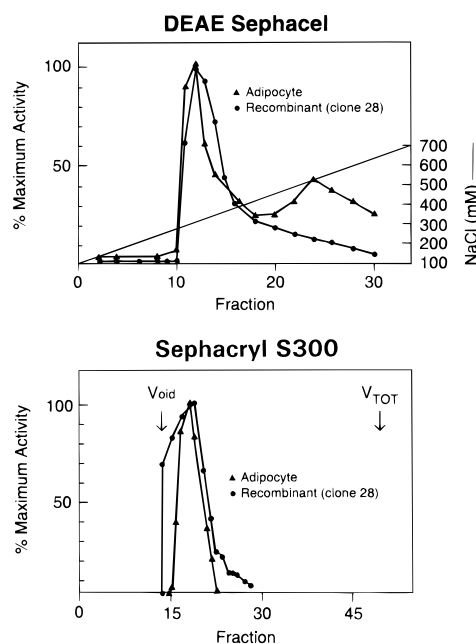 DEAE Sephacel
100
50
% Maximum Activity
▲ Adipocyte
● Recombinant (clone 28)
700
600
500
400
300
200
100
NaCl (mM)
0 10 20 30
Fraction
Sephacryl S300
Void
VTOT
100
50
% Maximum Activity
▲ Adipocyte
● Recombinant (clone 28)
0 15 30 45
Fraction